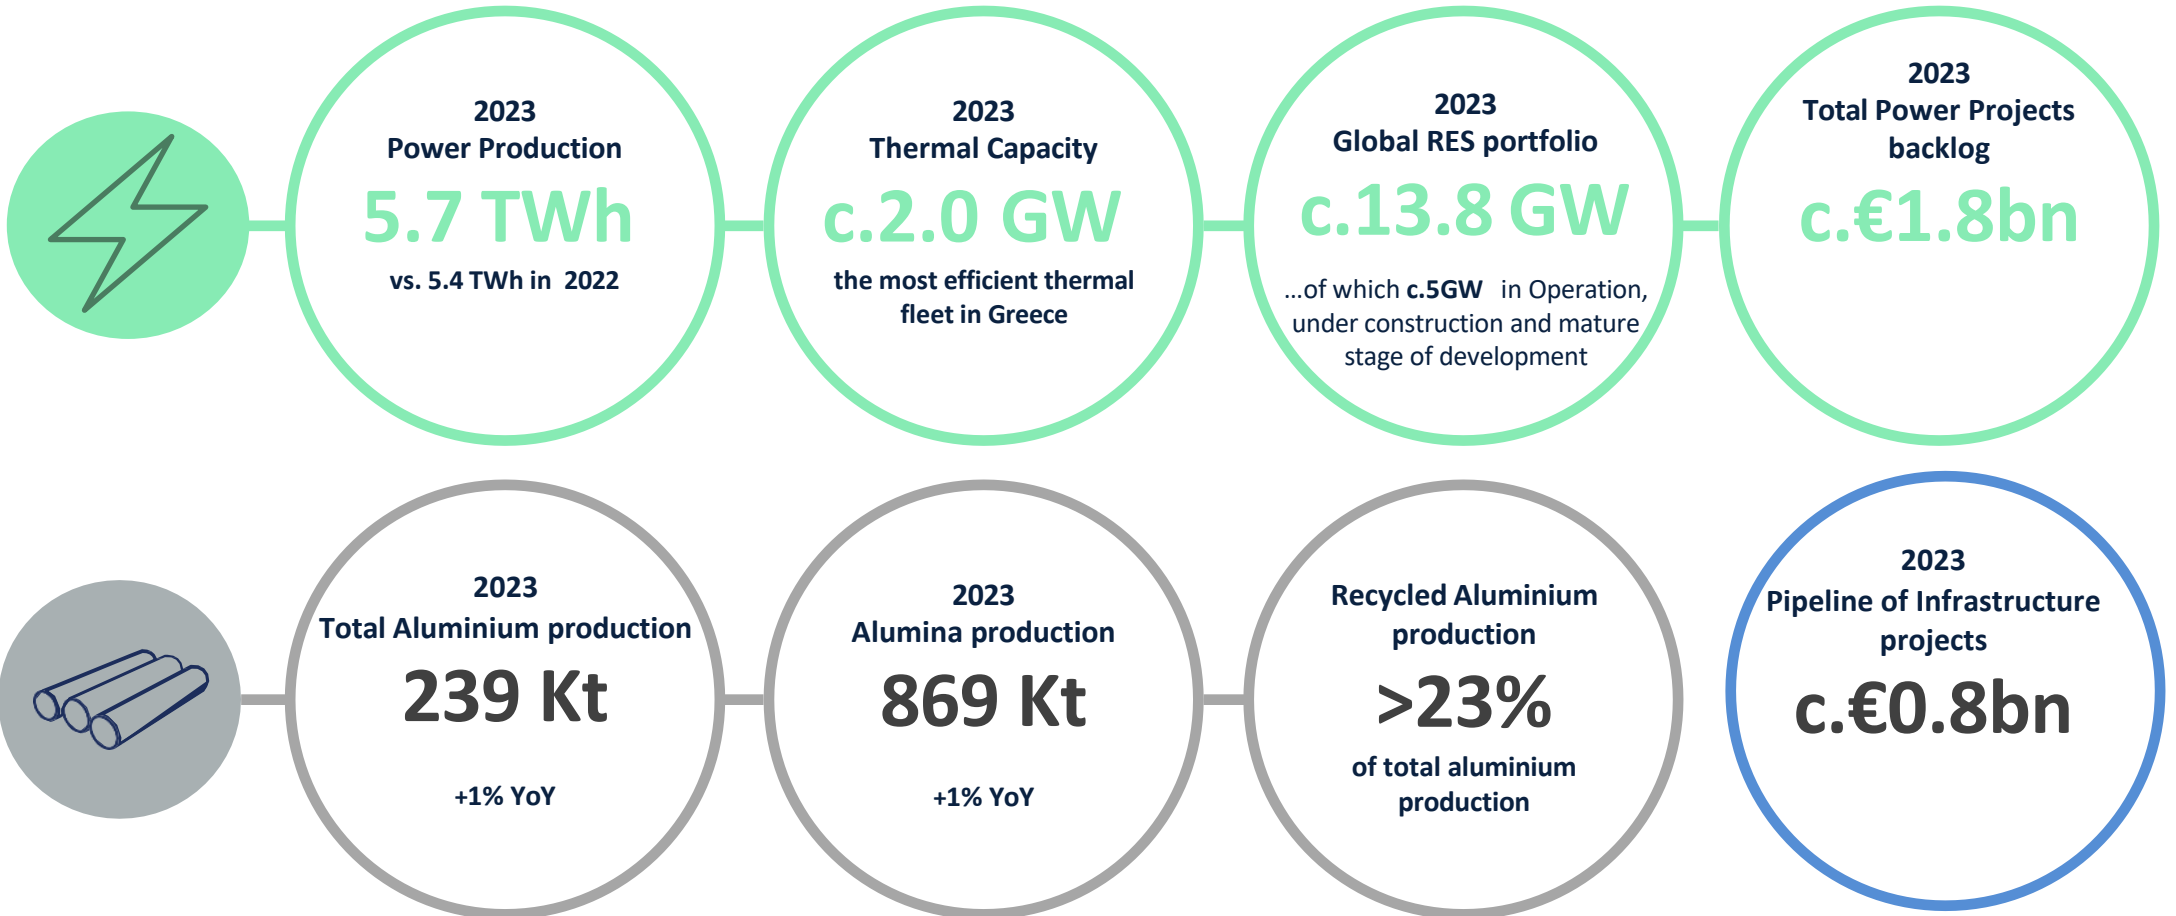 2023
Power Production
5.7 TWh
vs. 5.4 TWh in 2022
2023
Thermal Capacity
c.2.0 GW
the most efficient thermal
fleet in Greece
2023
Global RES portfolio
c.13.8 GW
...of which c.5GW in Operation,
under construction and mature
stage of development
2023
Total Power Projects
backlog
c.€1.8bn
2023
Total Aluminium production
239 Kt
+1% YoY
2023
Alumina production
869 Kt
+1% YoY
Recycled Aluminium
production
>23%
of total aluminium
production
2023
Pipeline of Infrastructure
projects
c.€0.8bn